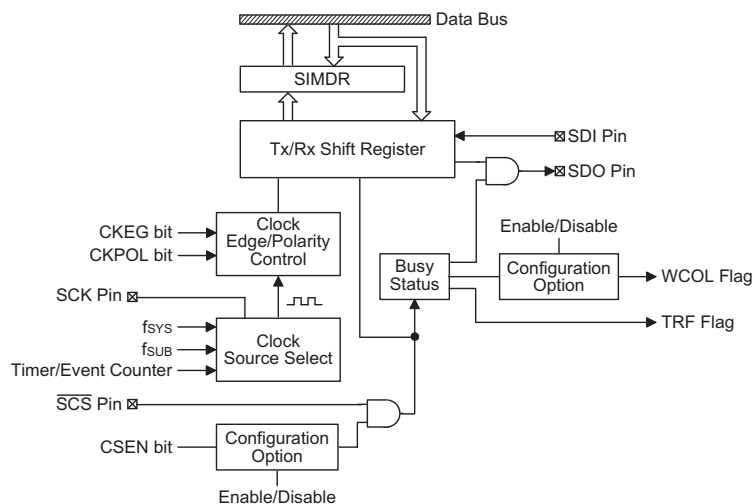 Data Bus
SIMDR
Tx/Rx Shift Register
SDI Pin
SDO Pin
CKEG bit
CKPOL bit
Clock
Edge/Polarity
Control
Enable/Disable
Busy
Status
Configuration
Option
WCOL Flag
TRF Flag
SCK Pin
fSYS
fSUB
Timer/Event Counter
Clock
Source Select
SCS Pin
CSEN bit
Configuration
Option
Enable/Disable